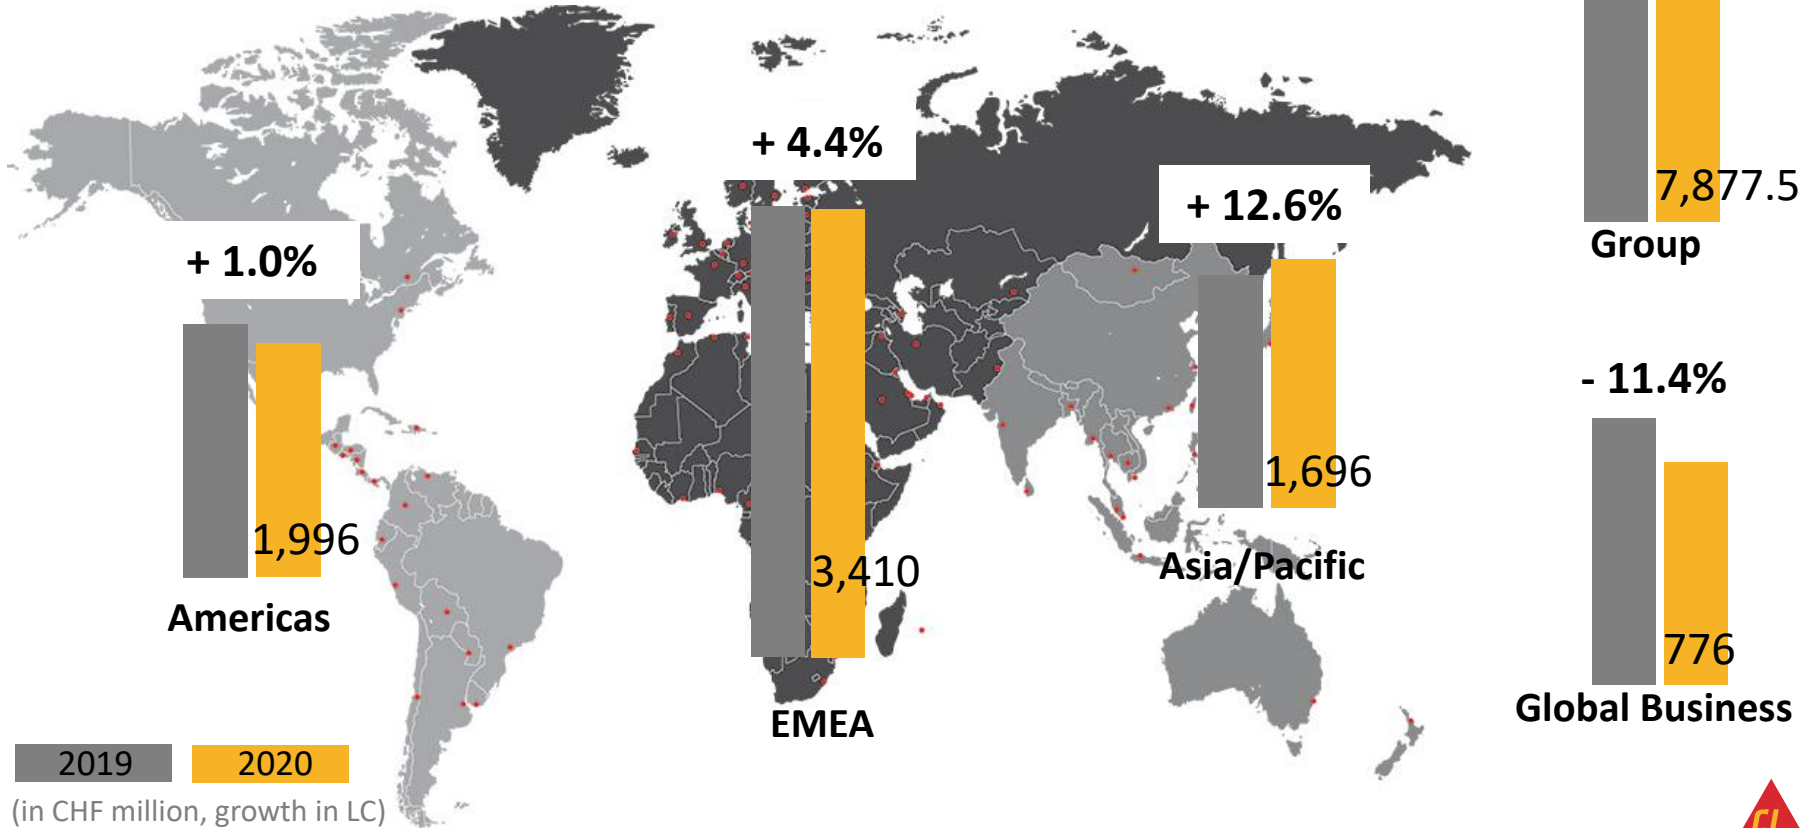 + 4.4%
+ 12.6%
7,877.5
Group
+ 1.0%
- 11.4%
1,696
1,996
Asia/Pacific
3,410
Americas
776
Global Business
EMEA
2019
2020
(in CHF million, growth in LC)